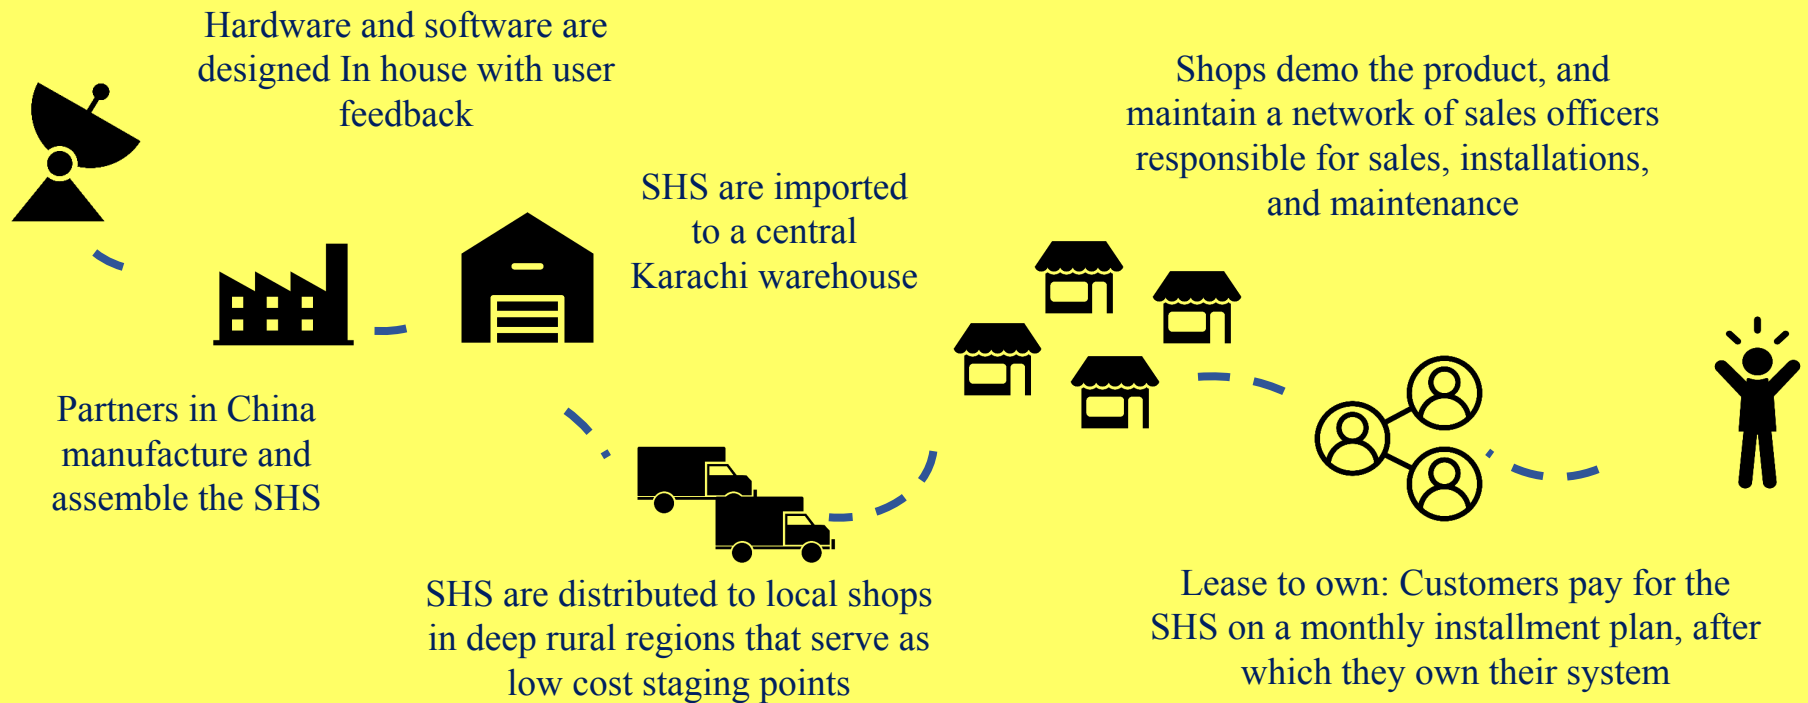 Hardware and software are
designed In house with user
feedback
Partners in China
manufacture and
assemble the SHS
SHS are imported
to a central
Karachi warehouse
SHS are distributed to local shops
in deep rural regions that serve as
low cost staging points
Shops demo the product, and
maintain a network of sales officers
responsible for sales, installations,
and maintenance
Lease to own: Customers pay for the
SHS on a monthly installment plan, after
which they own their system